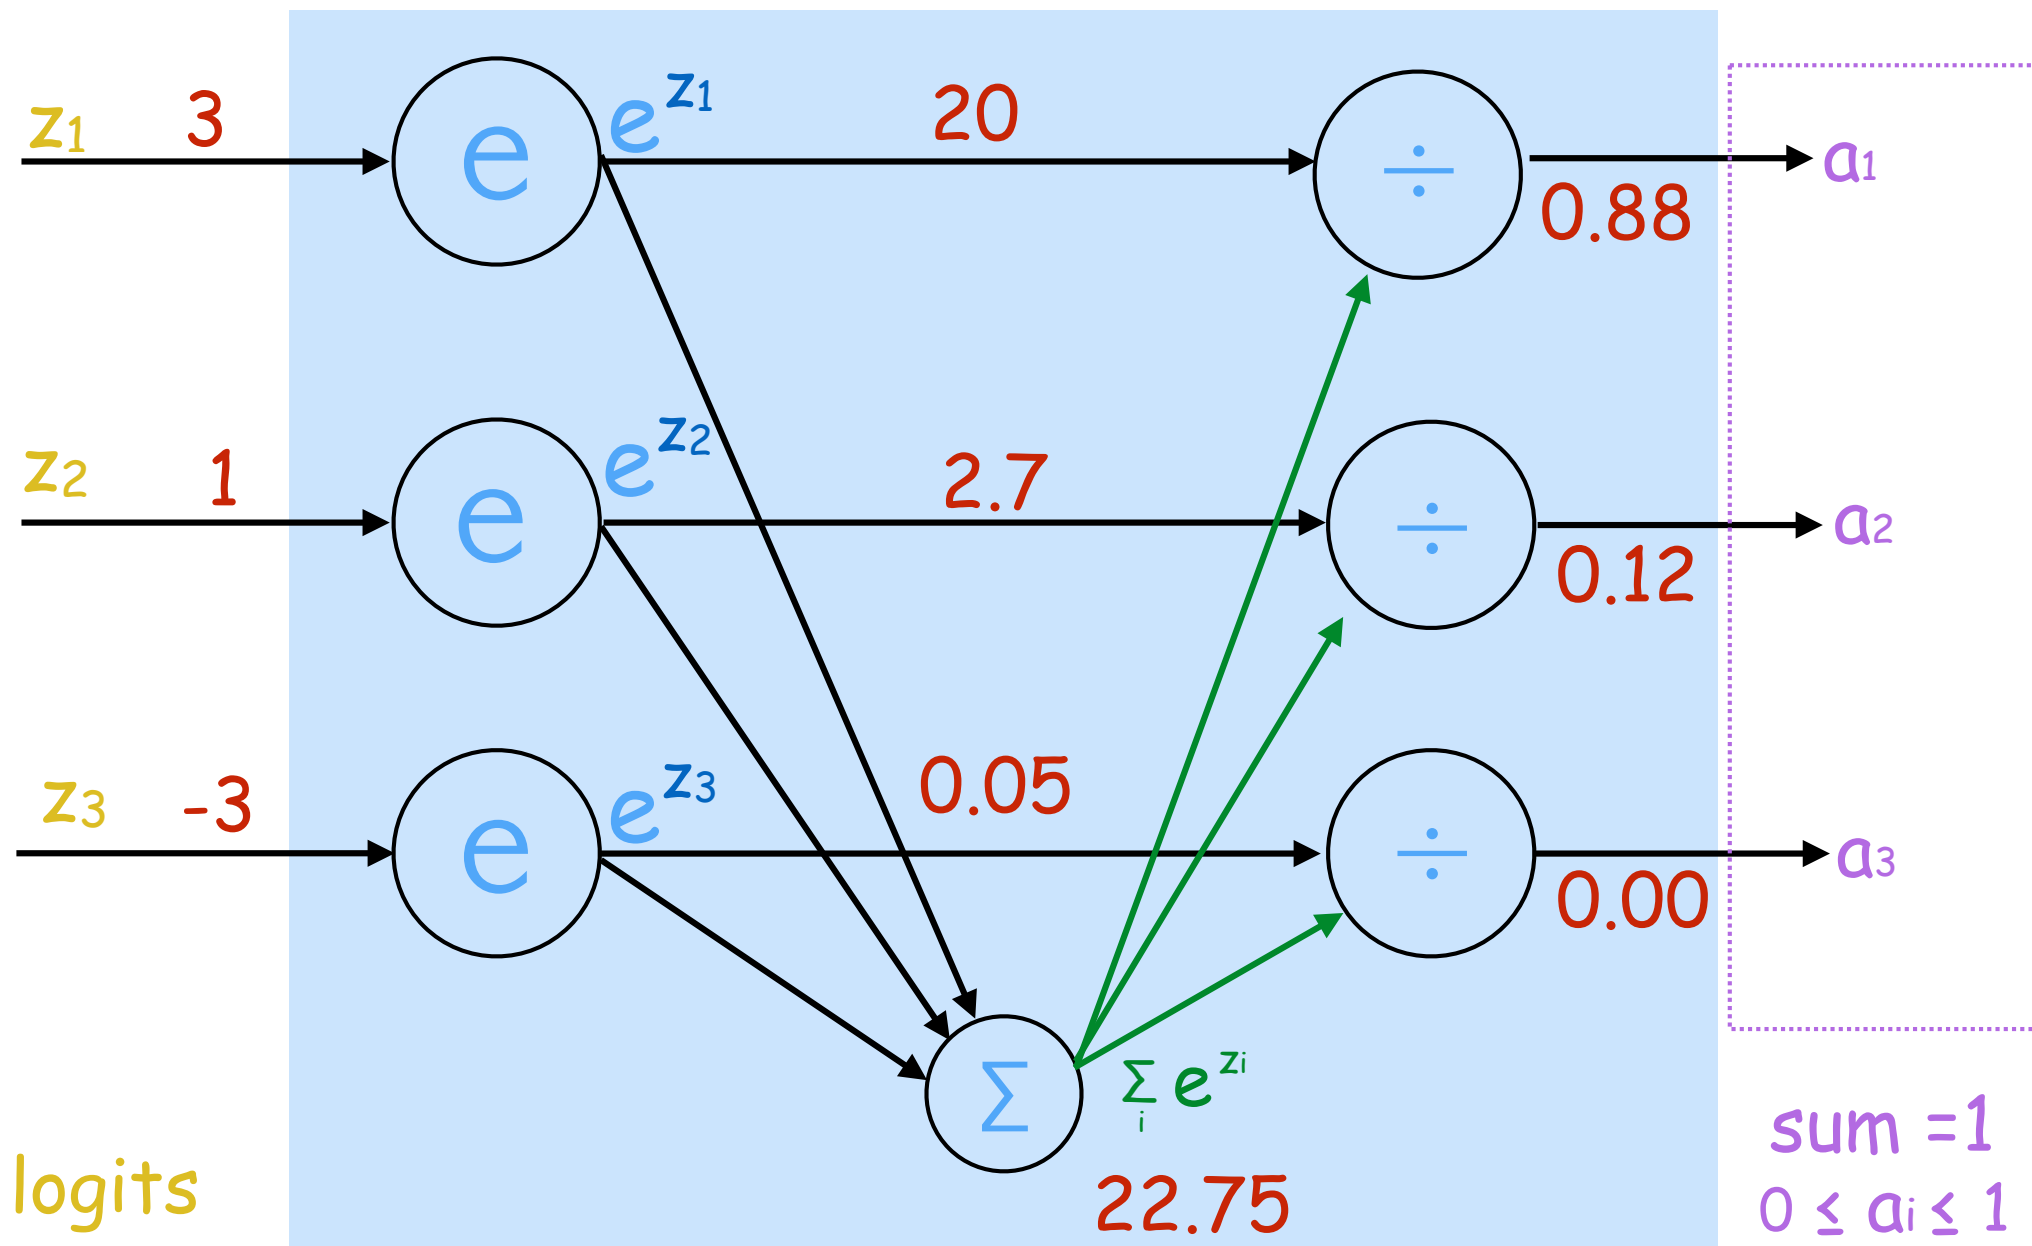 z1 3 e e^z1 20 ÷ 0.88 a1
z2 1 e e^z2 2.7 ÷ 0.12 a2
z3 -3 e e^z3 0.05 ÷ 0.00 a3
Σ Σ i e^zi
22.75
logits
sum =1
0 ≤ ai ≤ 1